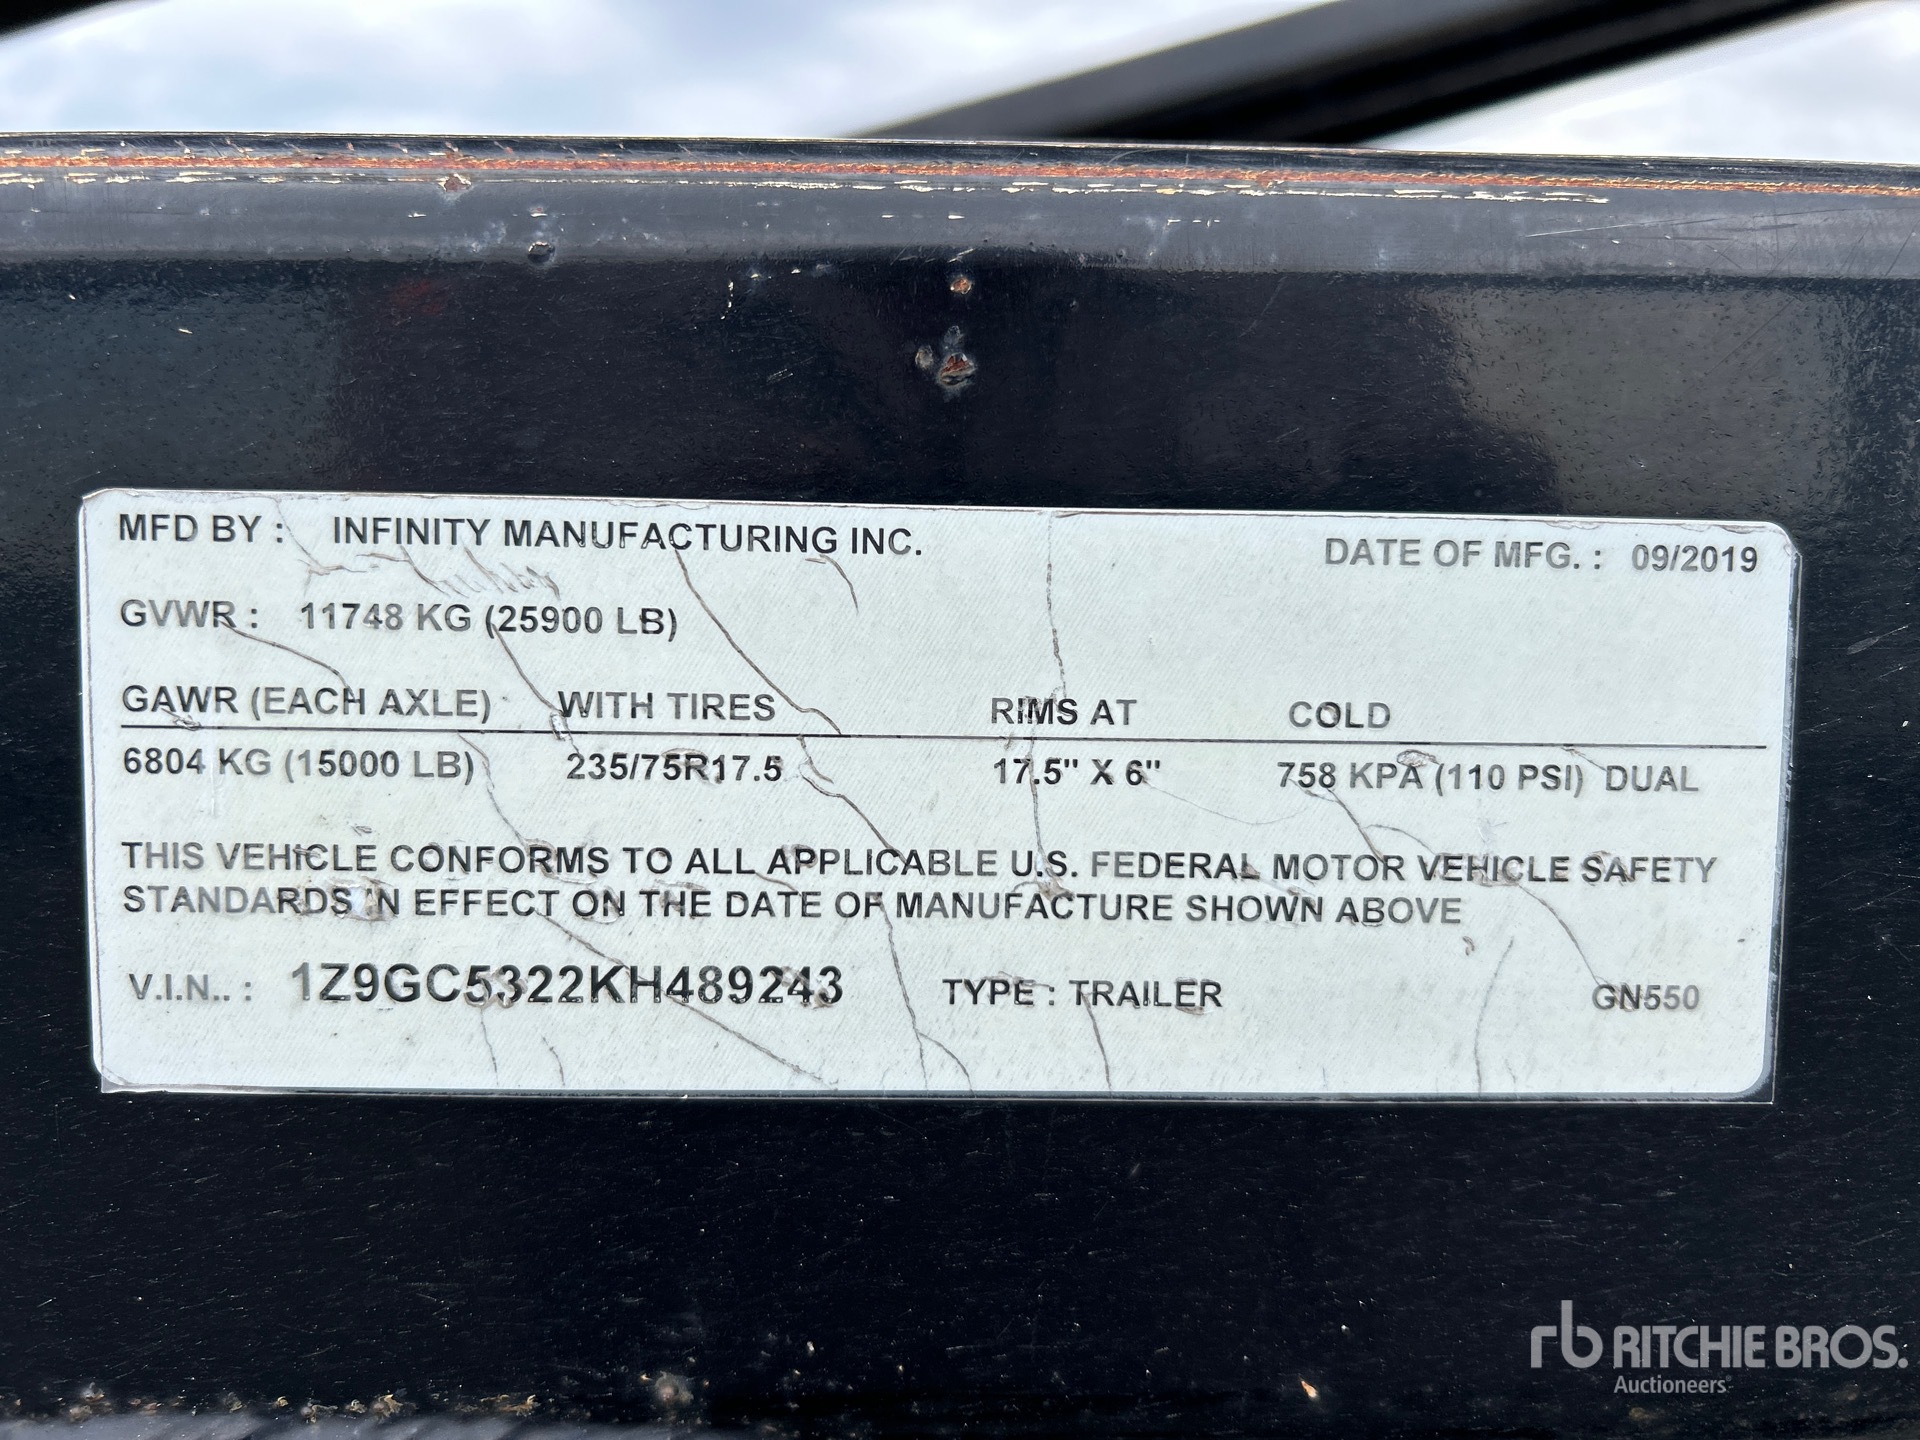 MFD BY : INFINITY MANUFACTURING INC. DATE OF MFG. : 09/2019
GVWR : 11748 KG (25900 LB)
GAWR (EACH AXLE) WITH TIRES RIMS AT COLD
6804 KG (15000 LB) 235/75R17.5 17.5" X 6" 758 KPA (110 PSI) DUAL
THIS VEHICLE CONFORMS TO ALL APPLICABLE U.S. FEDERAL MOTOR VEHICLE SAFETY
STANDARDS IN EFFECT ON THE DATE OF MANUFACTURE SHOWN ABOVE
V.I.N.. : 1Z9GC5322KH489243 TYPE : TRAILER GN550
rb RITCHIE BROS.
Auctioneers